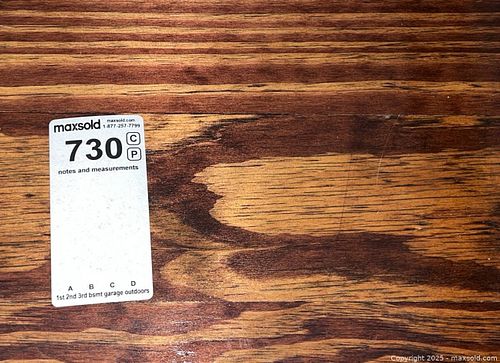 maxsold maxsold.com
1-877-257-7799
730 C
P
notes and measurements
A B C D
1st 2nd 3rd bsmt garage outdoors
Copyright © 2025 - maxsold.com